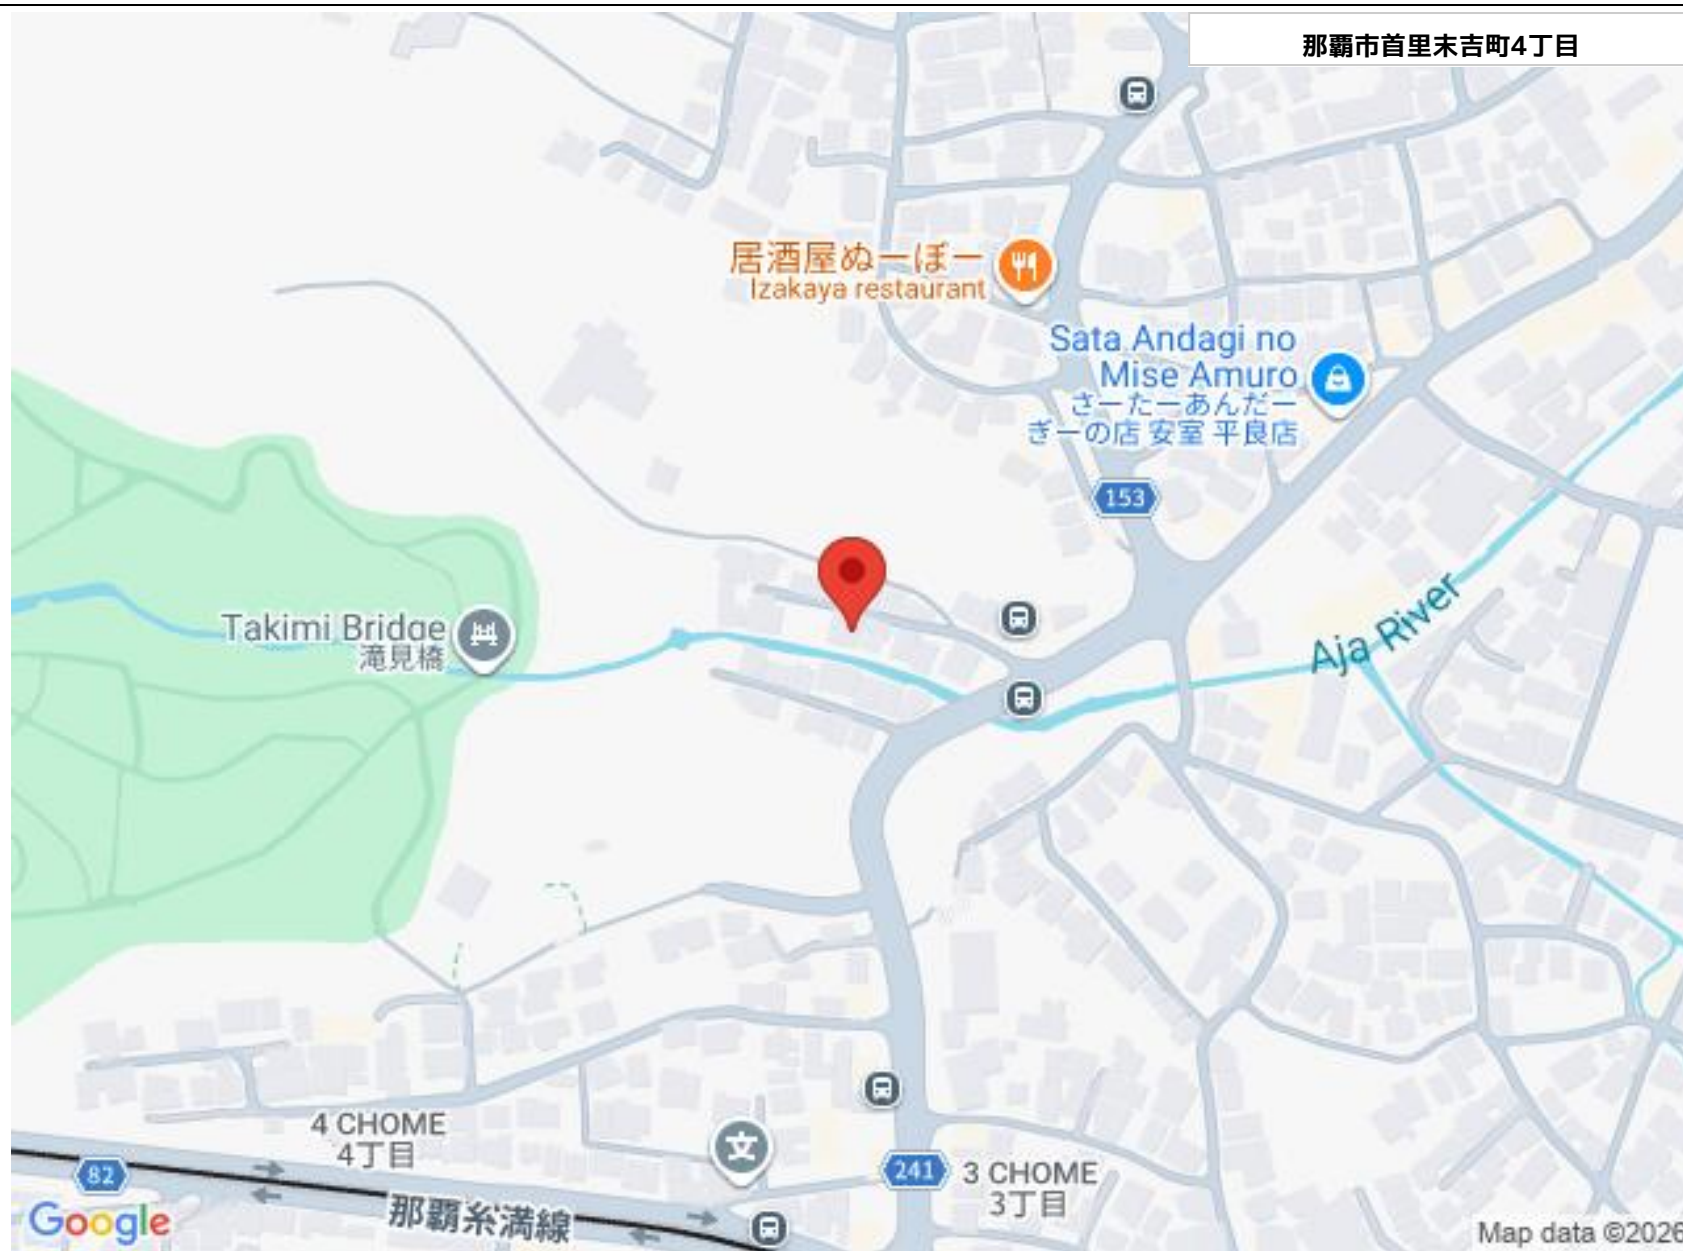 那覇市首里末吉町4丁目
居酒屋ぬーぼー
Izakaya restaurant
Sata Andagi no
Mise Amuro
さーたーあんだー
ぎーの店 安室 平良店
153
Takimi Bridge
滝見橋
Aja River
4 CHOME
4丁目
文
82
241
3 CHOME
3丁目
那覇糸満線
Google
Map data ©2026